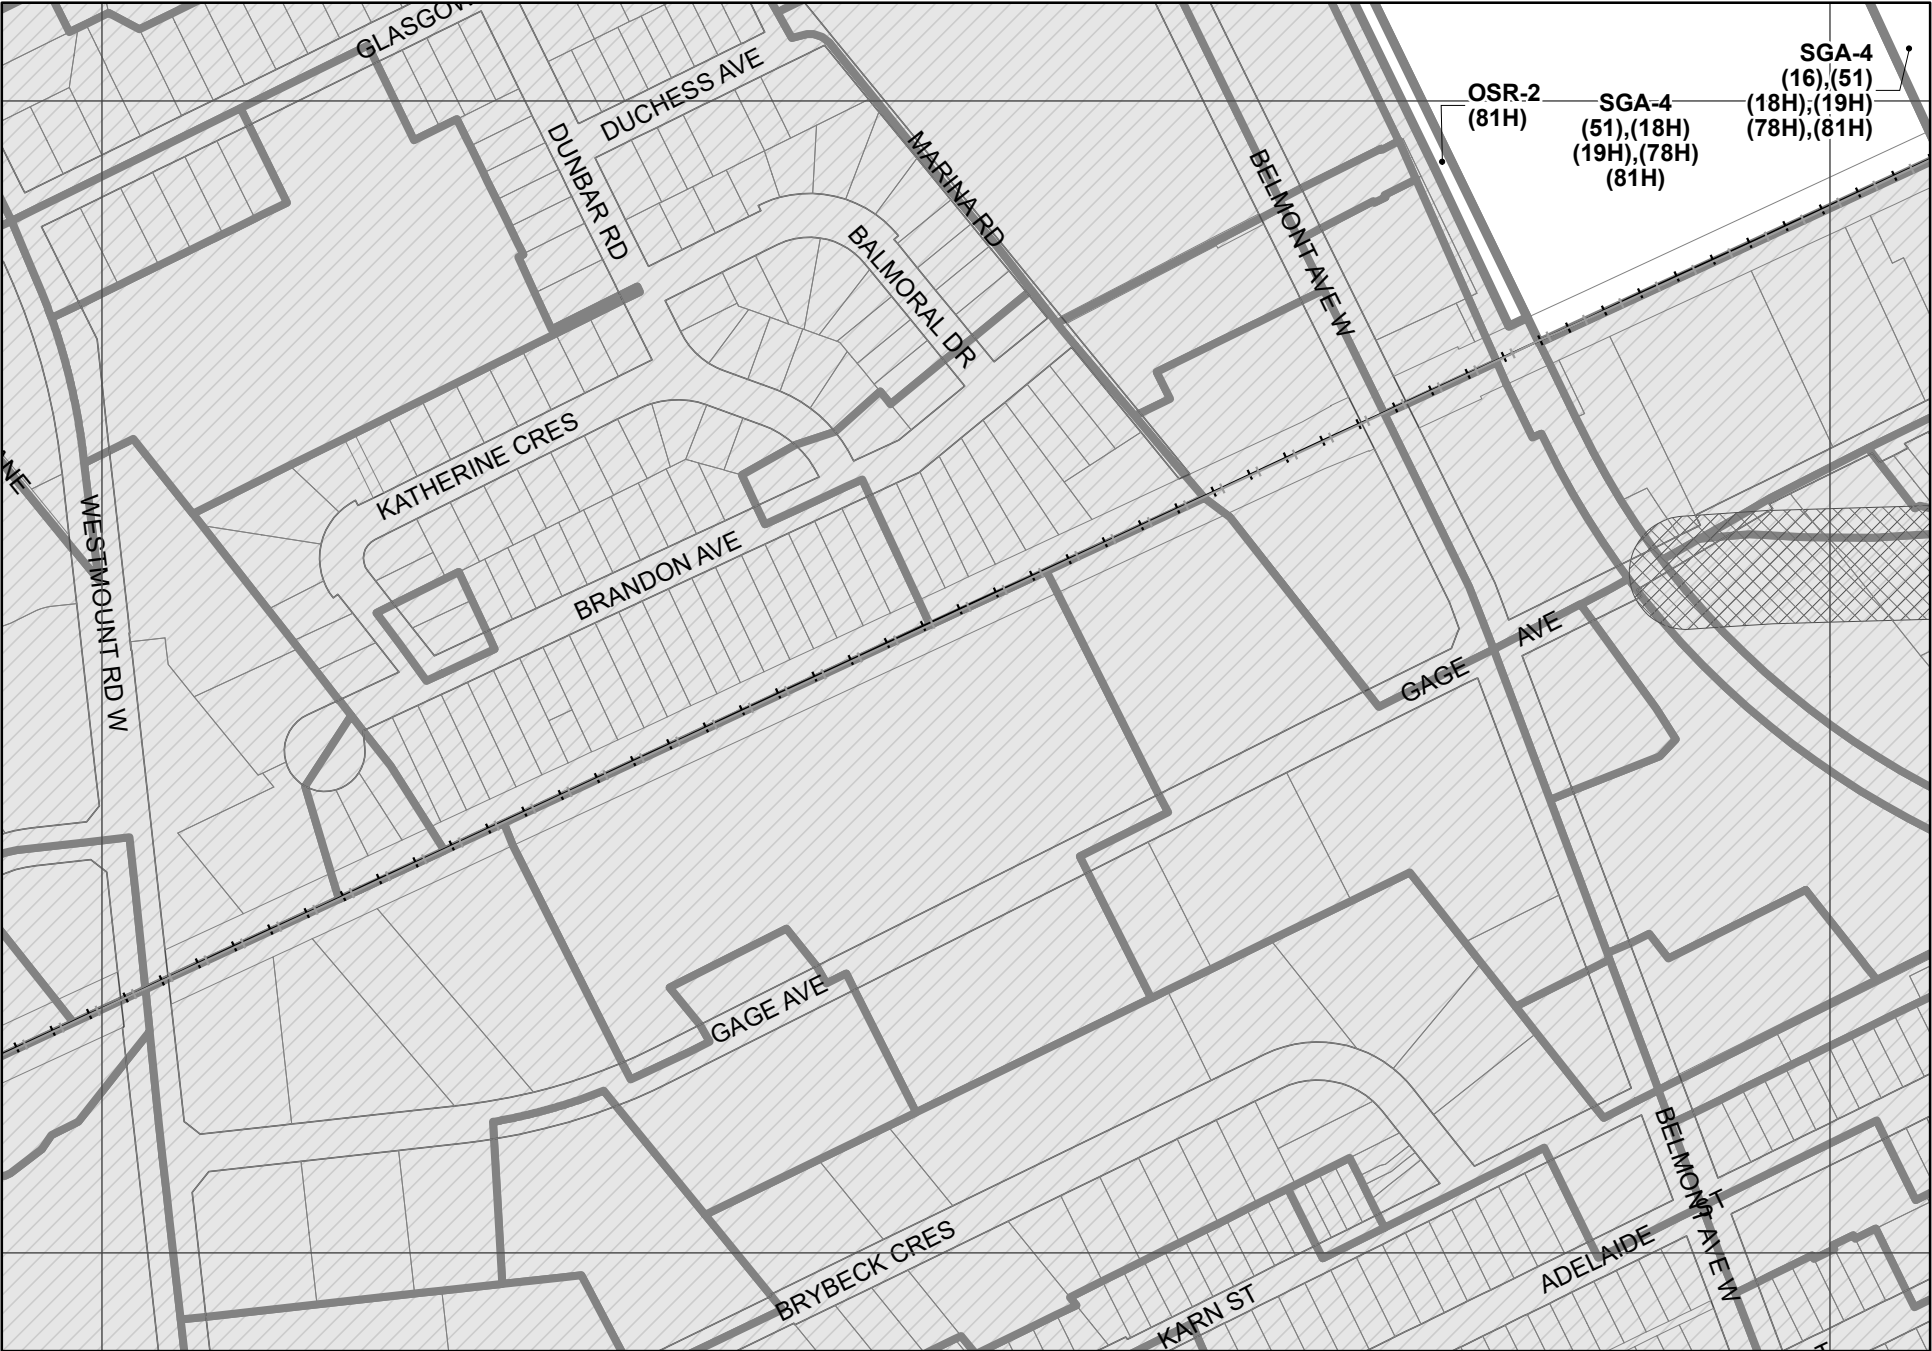 GLASGOW
DUCHESS AVE
DUNBAR RD
MARINA RD
BELMONT AVE W
OSR-2
(81H)
SGA-4
(51),(18H)
(19H),(78H)
(81H)
SGA-4
(16),(51)
(18H),(19H)
(78H),(81H)
BALMORAL DR
KATHERINE CRES
WESTMOUNT RD W
BRANDON AVE
GAGE AVE
GAGE AVE
BRYBECK CRES
KARN ST
ADELAIDE ST
BELMONT AVE W